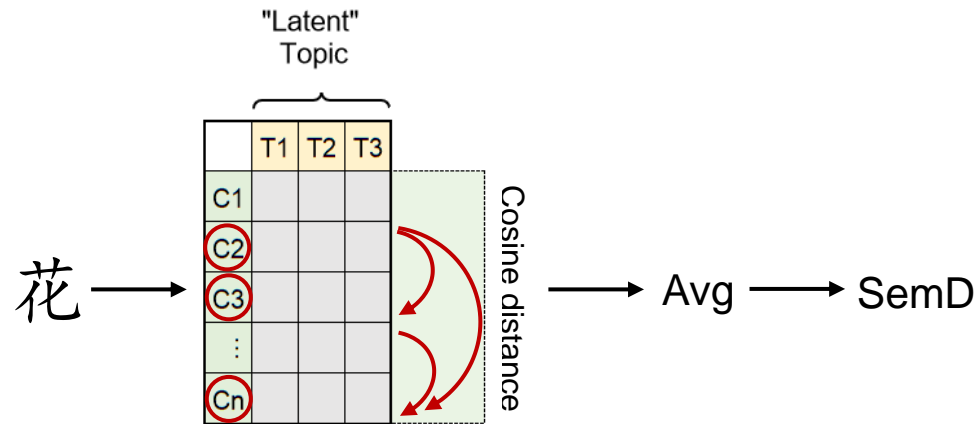 "Latent"
Topic
T1 T2 T3
C1
C2
C3
⋮
Cn
花
Cosine distance
Avg
SemD